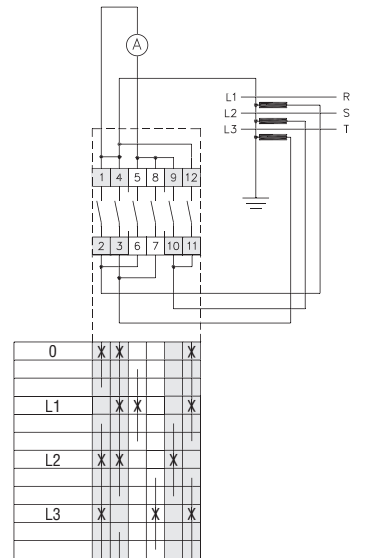 A
L1 R
L2 S
L3 T
1 4 5 8 9 12
2 3 6 7 10 11
0 X X X
L1 X X X
L2 X X X
L3 X X X